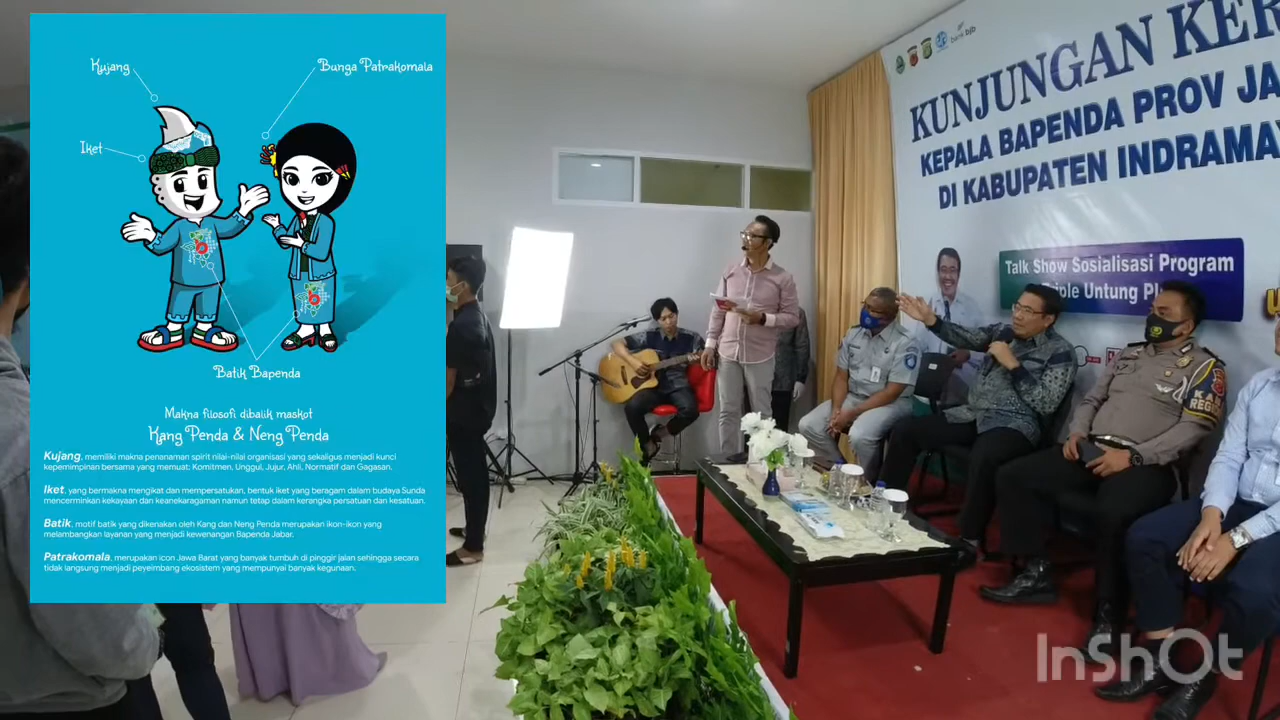 Kujang
Bunga Patrakomala
Iket
Batik Bapenda
Makna filosofi dibalik maskot
Kang Penda & Neng Penda
Kujang, memiliki makna penanaman spirit nilai-nilai organisasi yang sekaligus menjadi kunci
kepemimpinan bersama yang memuat: Komitmen, Unggul, Jujur, Ahli, Normatif dan Gagasan.
Iket, yang bermakna mengikat dan mempersatukan, bentuk iket yang beragam dalam budaya Sunda
mencerminkan kekayaan dan keanekaragaman namun tetap dalam kerangka persatuan dan kesatuan.
Batik, motif batik yang dikenakan oleh Kang dan Neng Penda merupakan ikon-ikon yang
melambangkan layanan yang menjadi kewenangan Bapenda Jabar.
Patrakomala, merupakan icon Jawa Barat yang banyak tumbuh di pinggir jalan sehingga secara
tidak langsung menjadi peyeimbang ekosistem yang mempunyai banyak kegunaan.
bank bjb
KUNJUNGAN KER
KEPALA BAPENDA PROV JA
DI KABUPATEN INDRAMA
Talk Show Sosialisasi Program
Triple Untung Pl
InShOt